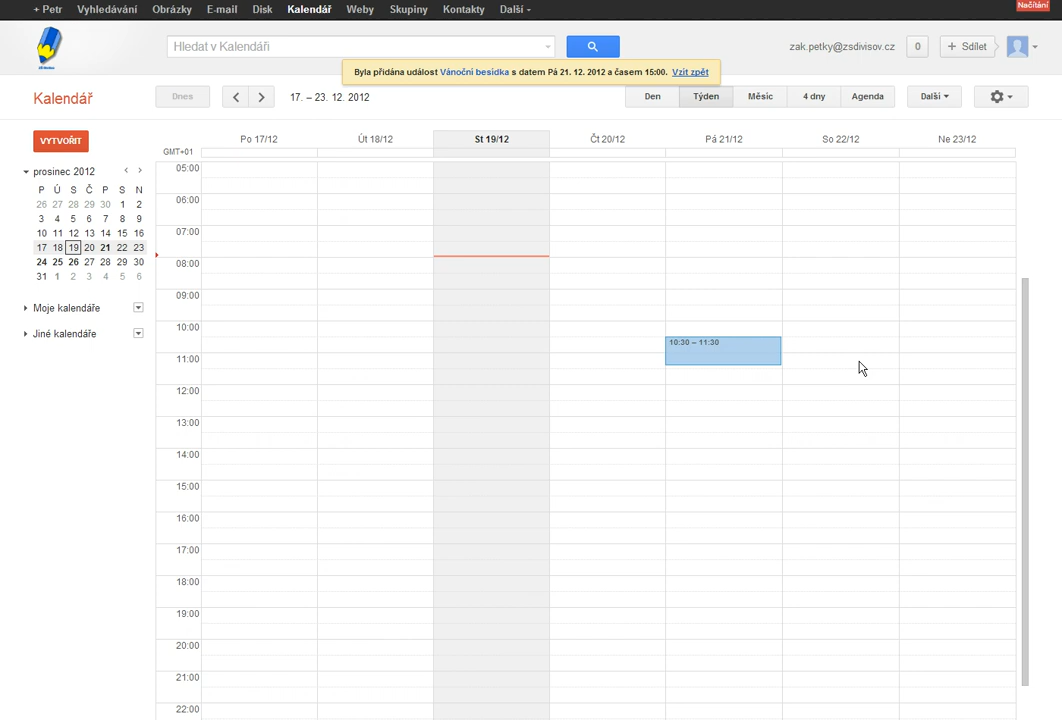 + Petr Vyhledávání Obrázky E-mail Disk Kalendář Weby Skupiny Kontakty Další
Načítání
Hledat v Kalendáři
zak.petky@zsdivisov.cz 0 + Sdílet
Byla přidána událost Vánoční besídka s datem Pá 21. 12. 2012 a časem 15:00. Vzít zpět
Kalendář Dnes 17. – 23. 12. 2012 Den Týden Měsíc 4 dny Agenda Další
VYTVOŘIT
Po 17/12 Út 18/12 St 19/12 Čt 20/12 Pá 21/12 So 22/12 Ne 23/12
GMT+01
prosinec 2012
P Ú S Č P S N
26 27 28 29 30 1 2
3 4 5 6 7 8 9
10 11 12 13 14 15 16
17 18 19 20 21 22 23
24 25 26 27 28 29 30
31 1 2 3 4 5 6
Moje kalendáře
Jiné kalendáře
05:00
06:00
07:00
08:00
09:00
10:00
10:30 – 11:30
11:00
12:00
13:00
14:00
15:00
16:00
17:00
18:00
19:00
20:00
21:00
22:00